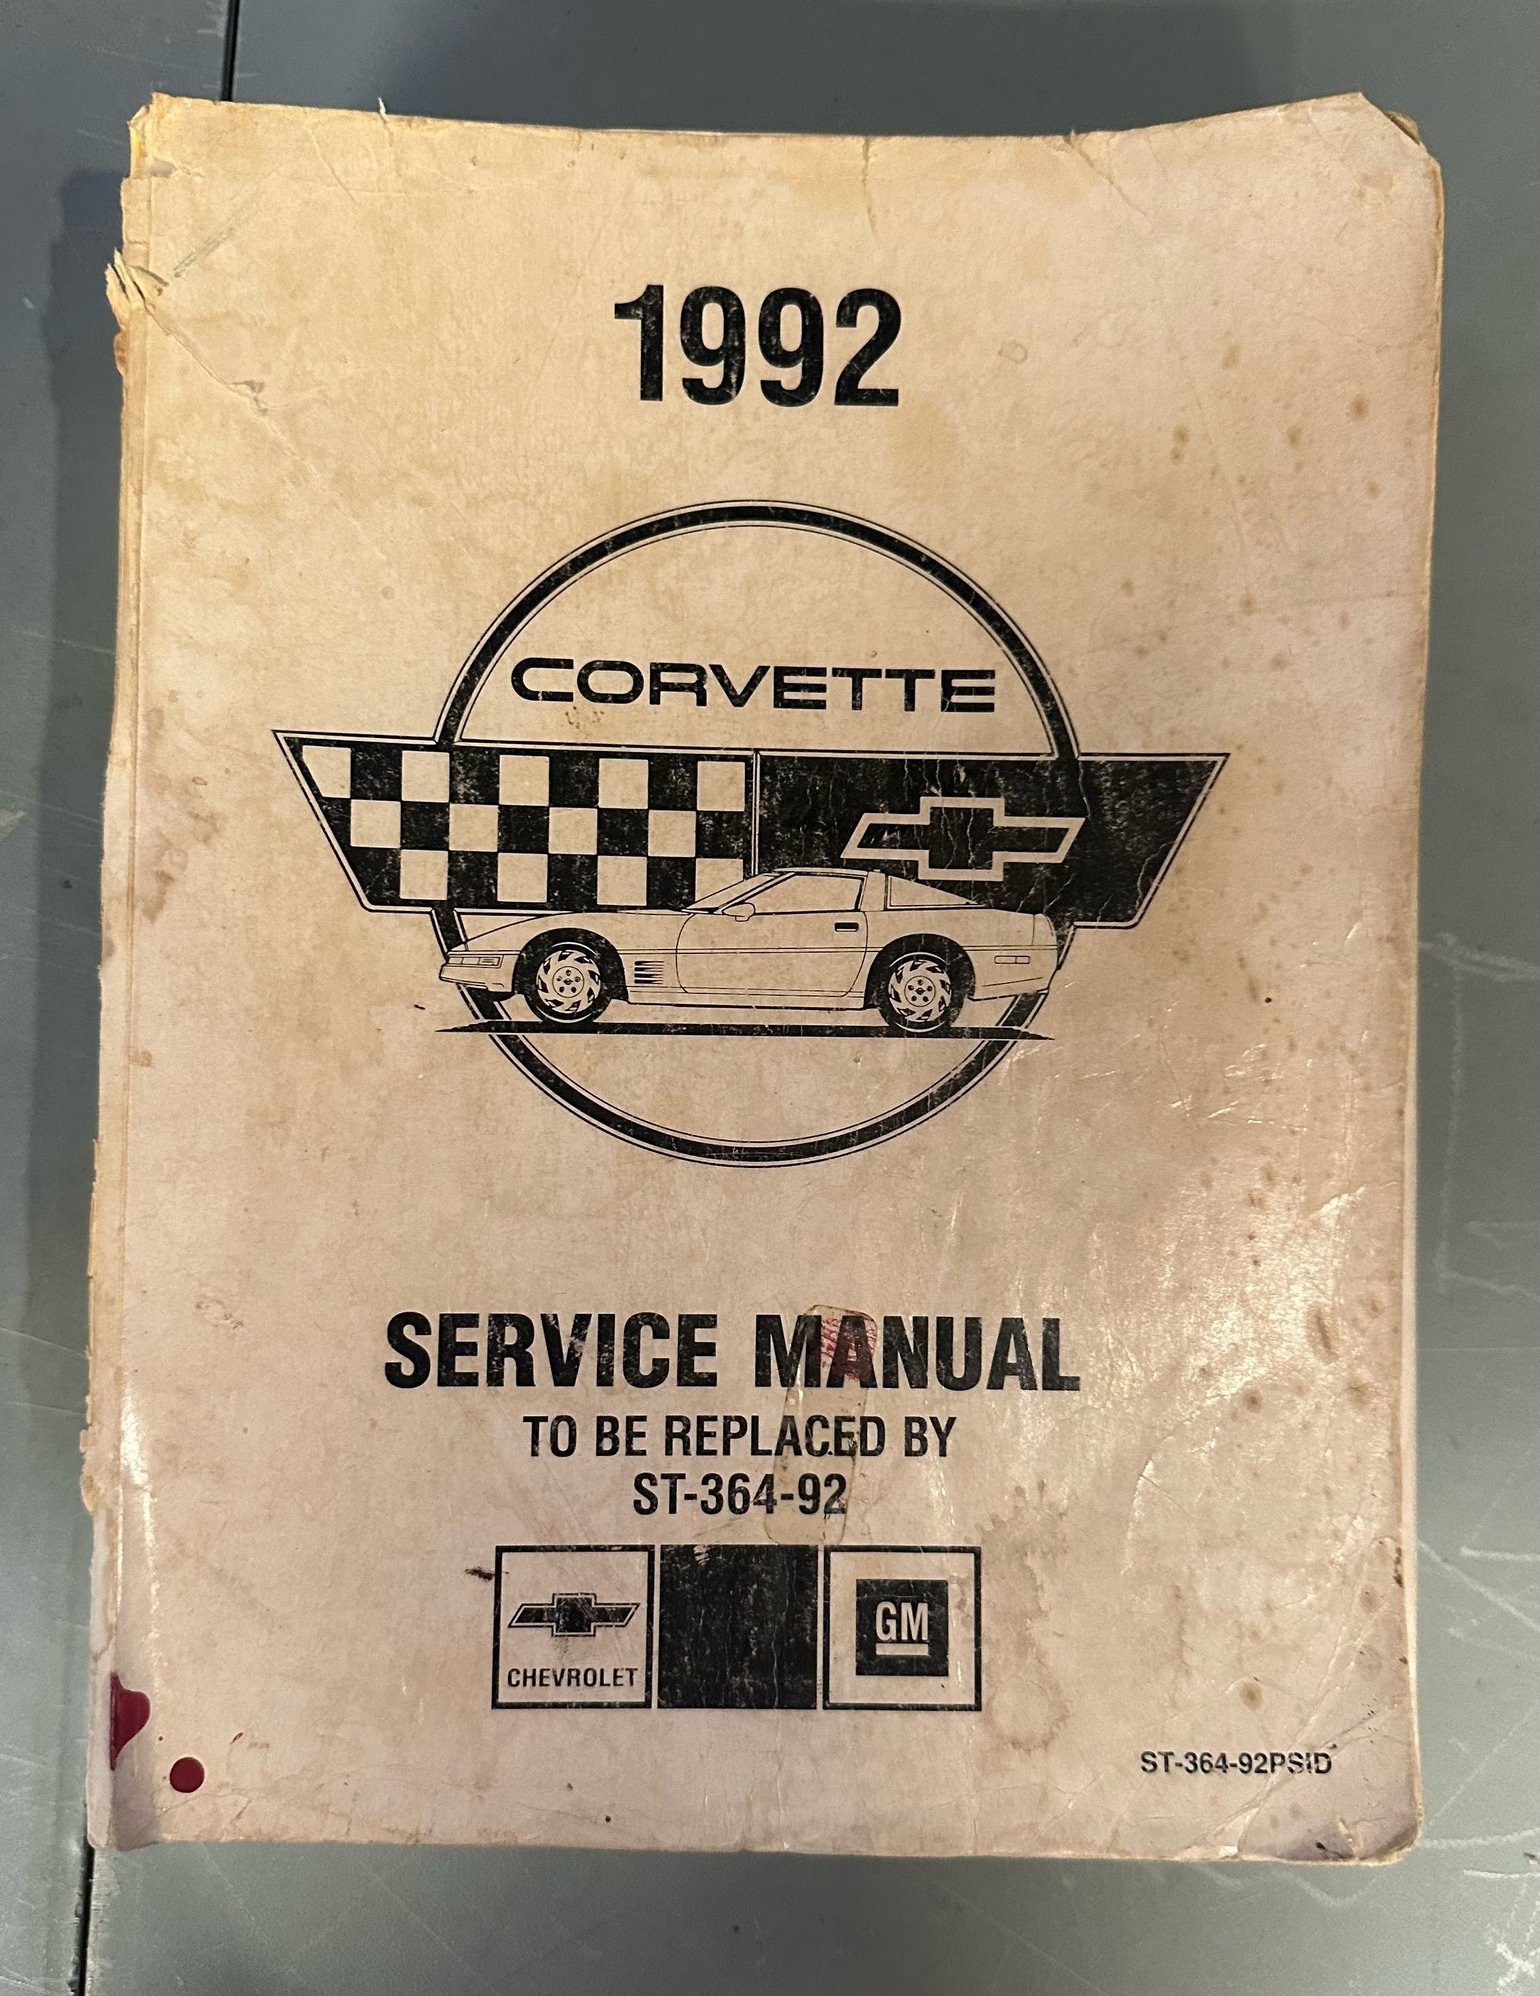 1992
CORVETTE
SERVICE MANUAL
TO BE REPLACED BY
ST-364-92
CHEVROLET
GM
ST-364-92PSID